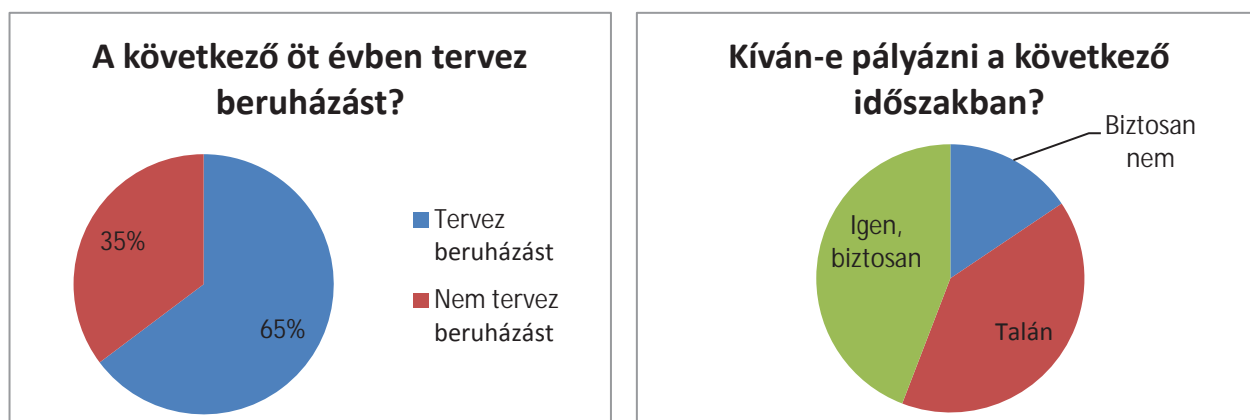 A következő öt évben tervez
beruházást?
35%
65%
Tervez
beruházást
Nem tervez
beruházást
Kíván-e pályázni a következő
időszakban?
Biztosan
nem
Igen,
biztosan
Talán